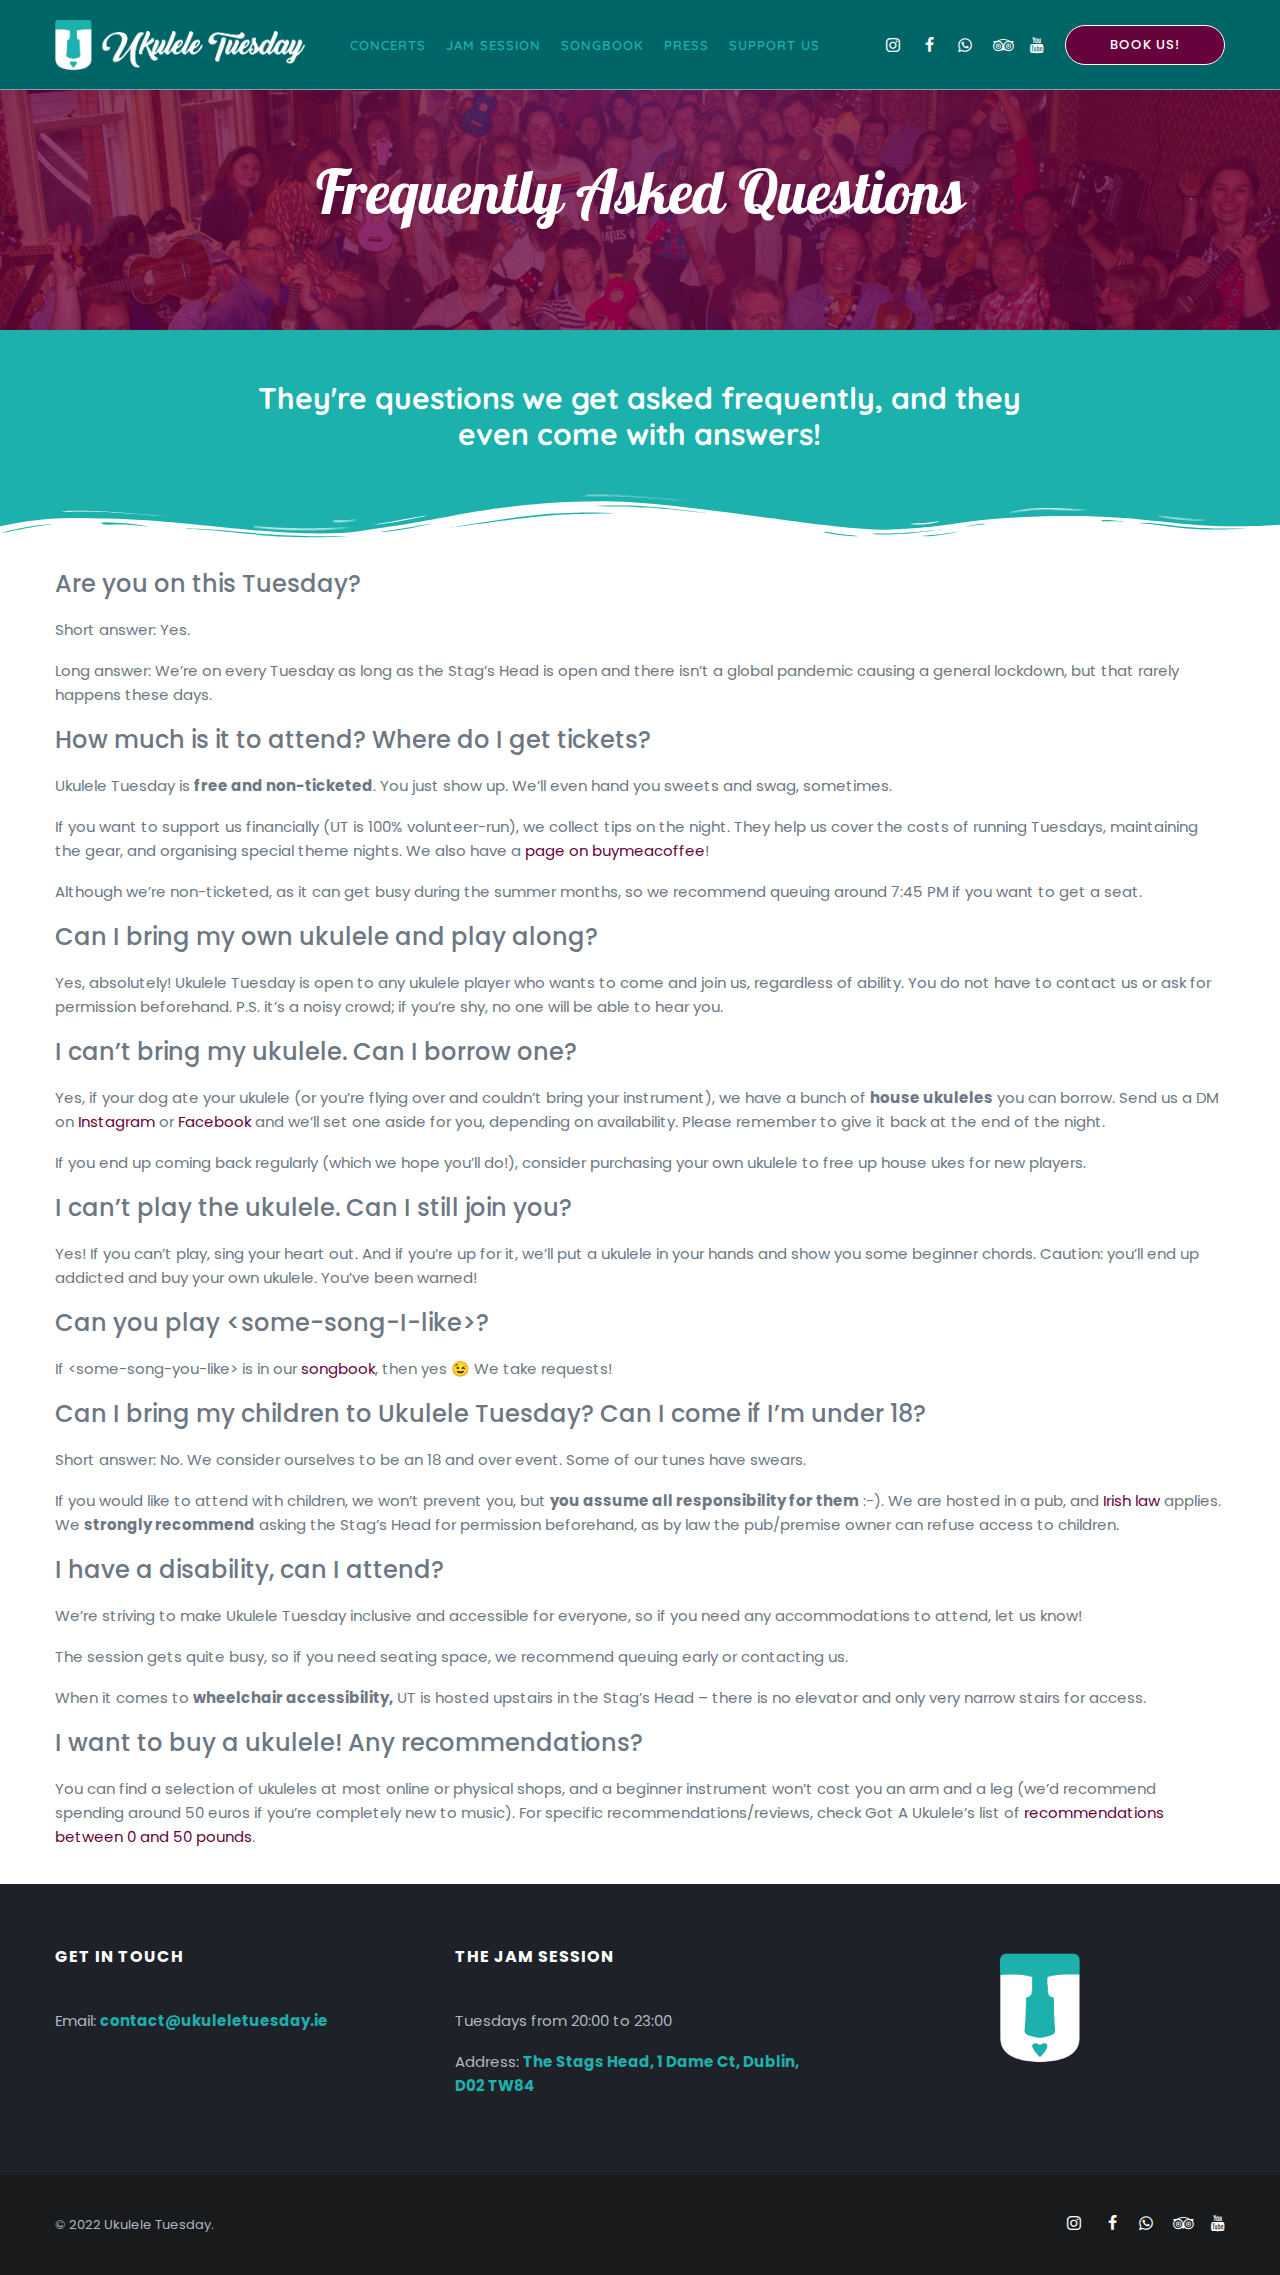 Ukulele Tuesday
CONCERTS JAM SESSION SONGBOOK PRESS SUPPORT US
You Tube
BOOK US!
Frequently Asked Questions
They're questions we get asked frequently, and they
even come with answers!
Are you on this Tuesday?
Short answer: Yes.
Long answer: We’re on every Tuesday as long as the Stag’s Head is open and there isn’t a global pandemic causing a general lockdown, but that rarely
happens these days.
How much is it to attend? Where do I get tickets?
Ukulele Tuesday is free and non-ticketed. You just show up. We’ll even hand you sweets and swag, sometimes.
If you want to support us financially (UT is 100% volunteer-run), we collect tips on the night. They help us cover the costs of running Tuesdays, maintaining
the gear, and organising special theme nights. We also have a page on buymeacoffee!
Although we’re non-ticketed, as it can get busy during the summer months, so we recommend queuing around 7:45 PM if you want to get a seat.
Can I bring my own ukulele and play along?
Yes, absolutely! Ukulele Tuesday is open to any ukulele player who wants to come and join us, regardless of ability. You do not have to contact us or ask for
permission beforehand. P.S. it’s a noisy crowd; if you’re shy, no one will be able to hear you.
I can’t bring my ukulele. Can I borrow one?
Yes, if your dog ate your ukulele (or you’re flying over and couldn’t bring your instrument), we have a bunch of house ukuleles you can borrow. Send us a DM
on Instagram or Facebook and we’ll set one aside for you, depending on availability. Please remember to give it back at the end of the night.
If you end up coming back regularly (which we hope you’ll do!), consider purchasing your own ukulele to free up house ukes for new players.
I can’t play the ukulele. Can I still join you?
Yes! If you can’t play, sing your heart out. And if you’re up for it, we’ll put a ukulele in your hands and show you some beginner chords. Caution: you’ll end up
addicted and buy your own ukulele. You’ve been warned!
Can you play <some-song-I-like>?
If <some-song-you-like> is in our songbook, then yes 😉 We take requests!
Can I bring my children to Ukulele Tuesday? Can I come if I’m under 18?
Short answer: No. We consider ourselves to be an 18 and over event. Some of our tunes have swears.
If you would like to attend with children, we won’t prevent you, but you assume all responsibility for them :-). We are hosted in a pub, and Irish law applies.
We strongly recommend asking the Stag’s Head for permission beforehand, as by law the pub/premise owner can refuse access to children.
I have a disability, can I attend?
We’re striving to make Ukulele Tuesday inclusive and accessible for everyone, so if you need any accommodations to attend, let us know!
The session gets quite busy, so if you need seating space, we recommend queuing early or contacting us.
When it comes to wheelchair accessibility, UT is hosted upstairs in the Stag’s Head – there is no elevator and only very narrow stairs for access.
I want to buy a ukulele! Any recommendations?
You can find a selection of ukuleles at most online or physical shops, and a beginner instrument won’t cost you an arm and a leg (we’d recommend
spending around 50 euros if you’re completely new to music). For specific recommendations/reviews, check Got A Ukulele’s list of recommendations
between 0 and 50 pounds.
GET IN TOUCH
Email: contact@ukuleletuesday.ie
THE JAM SESSION
Tuesdays from 20:00 to 23:00
Address: The Stags Head, 1 Dame Ct, Dublin,
D02 TW84
© 2022 Ukulele Tuesday.
You Tube